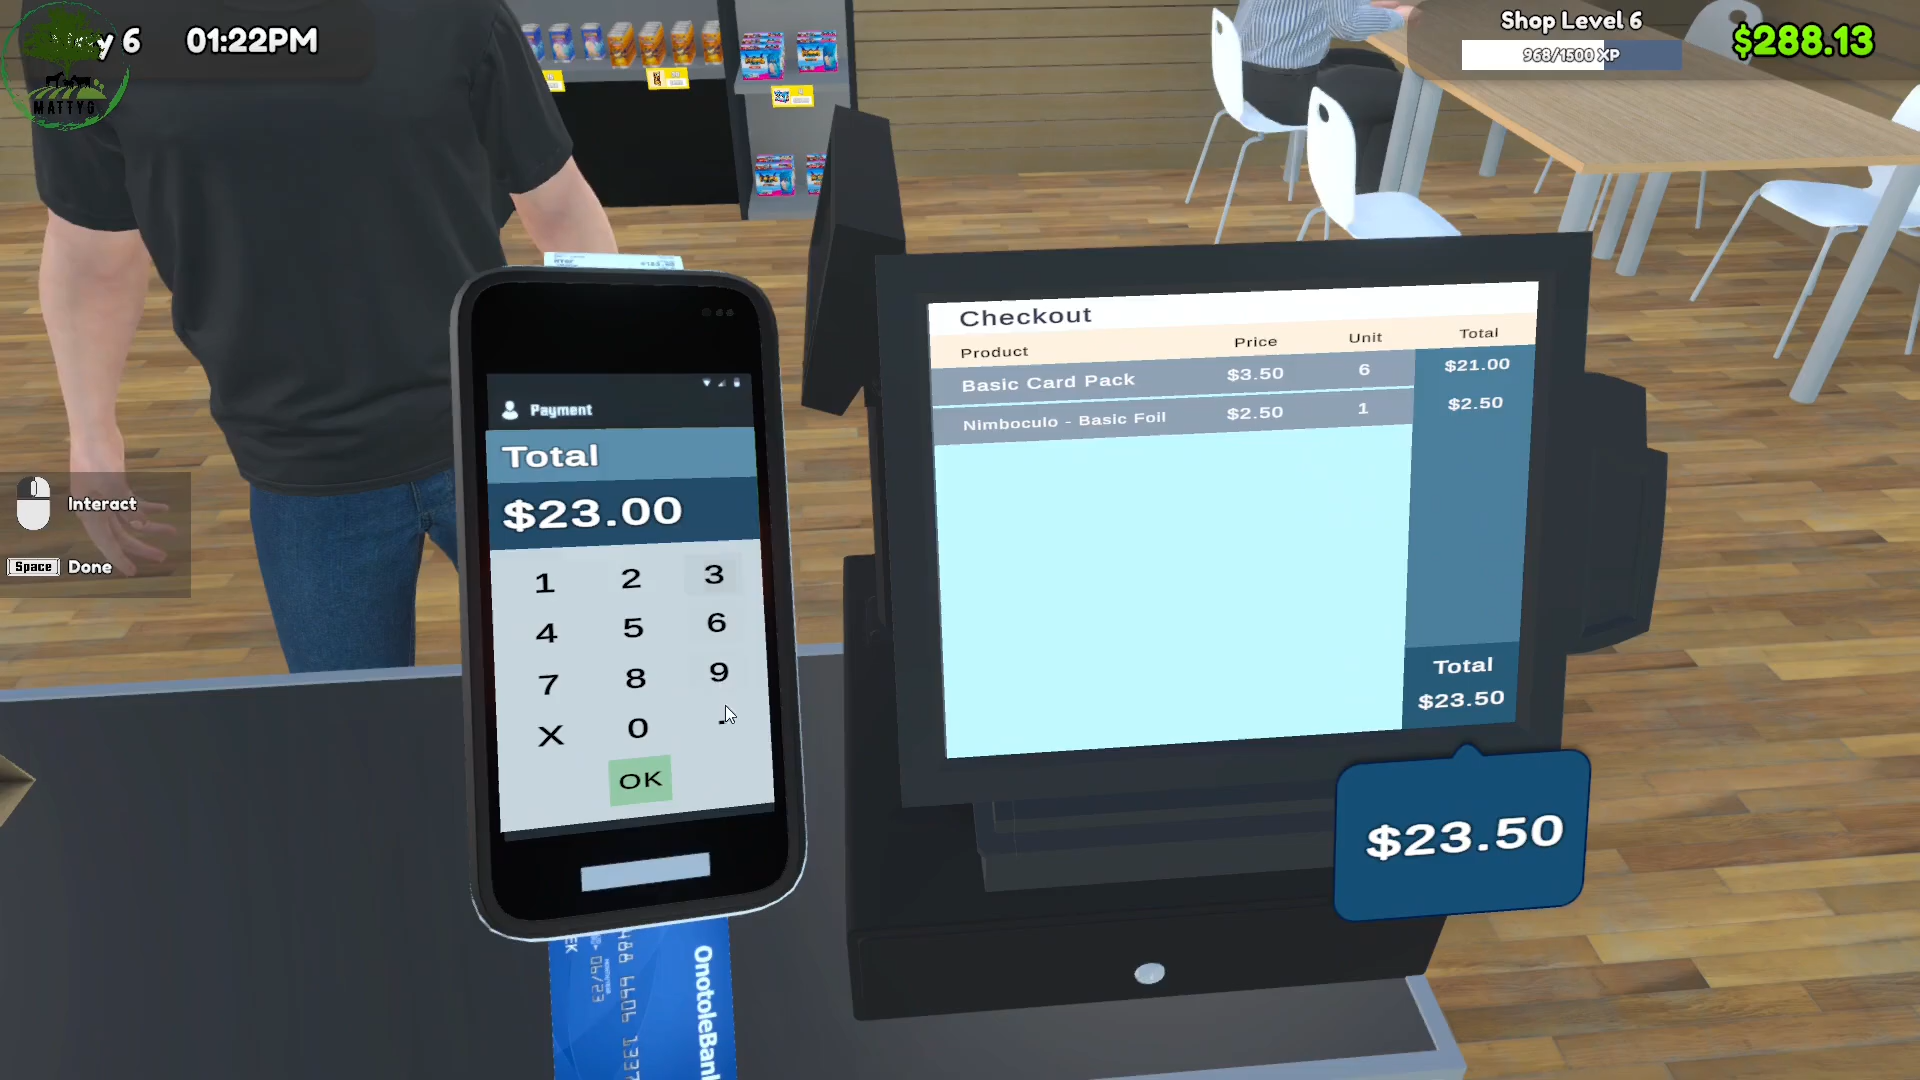 y 6
01:22PM
MATTYG
Shop Level 6
968/1500 XP
$288.13
Interact
Space Done
Payment
Total
$23.00
1 2 3
4 5 6
7 8 9
X 0 .
OK
Checkout
Product Price Unit Total
Basic Card Pack $3.50 6 $21.00
Nimboculo - Basic Foil $2.50 1 $2.50
Total
$23.50
$23.50
OnotoleBank
06/23